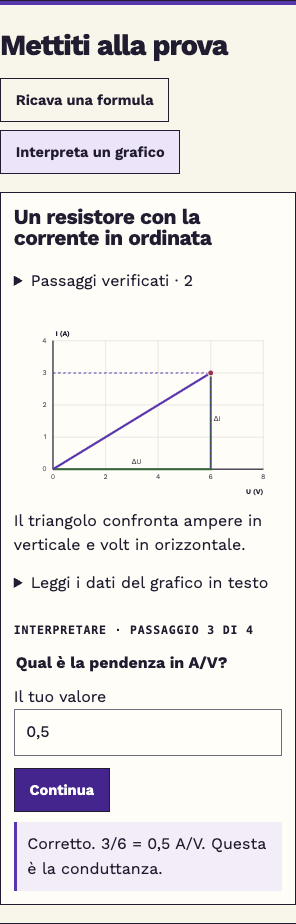 Mettiti alla prova
Ricava una formula
Interpreta un grafico
Un resistore con la
corrente in ordinata
▶ Passaggi verificati · 2
I (A)
4
3
2
1
0
ΔI
ΔU
0 2 4 6 8
U (V)
Il triangolo confronta ampere in
verticale e volt in orizzontale.
▶ Leggi i dati del grafico in testo
INTERPRETARE · PASSAGGIO 3 DI 4
Qual è la pendenza in A/V?
Il tuo valore
0,5
Continua
Corretto. 3/6 = 0,5 A/V. Questa
è la conduttanza.